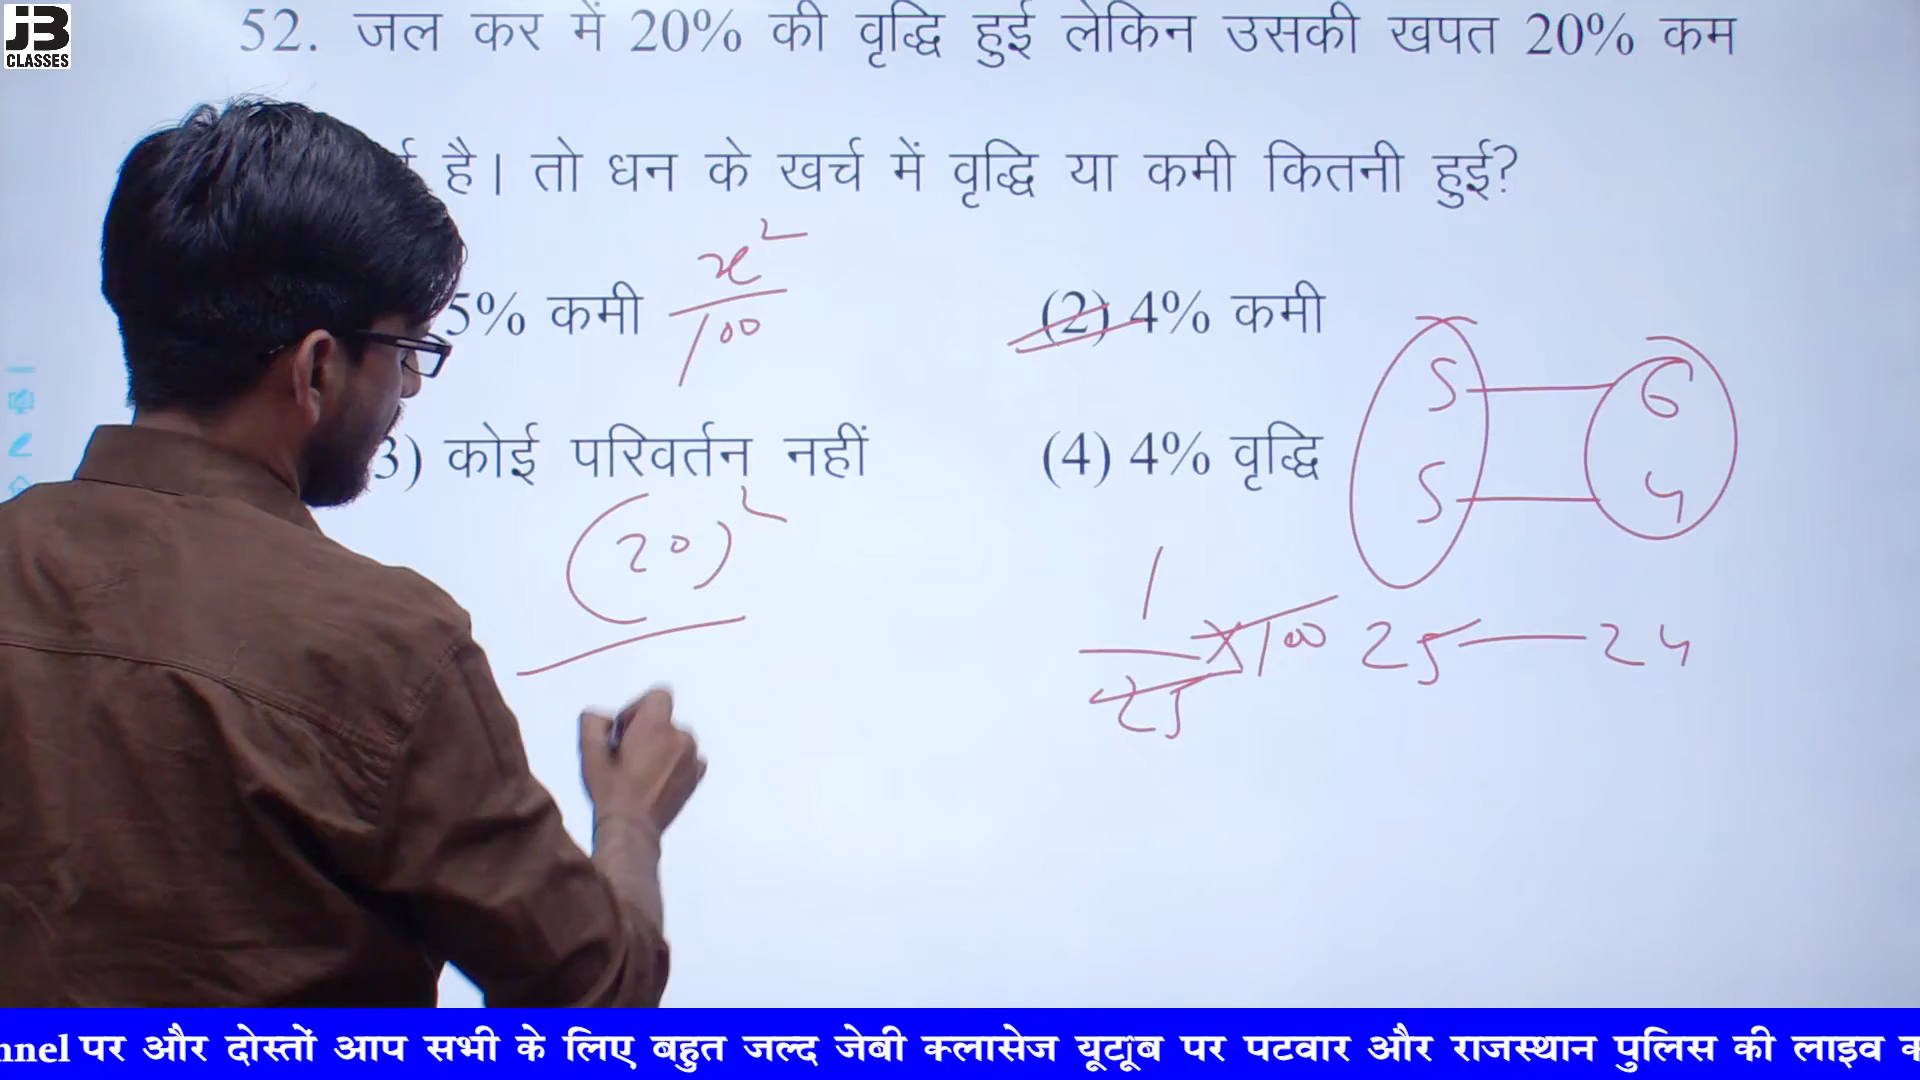 JB
CLASSES
52. जल कर में 20% की वृद्धि हुई लेकिन उसकी खपत 20% कम
है। तो धन के खर्च में वृद्धि या कमी कितनी हुई?
5% कमी
x²
100
(2) 4% कमी
3) कोई परिवर्तन नहीं
(4) 4% वृद्धि
5 6
5 4
(20)²
1
25
×100
25 24
nnel पर और दोस्तों आप सभी के लिए बहुत जल्द जेबी क्लासेज यूट्यूब पर पटवार और राजस्थान पुलिस की लाइव